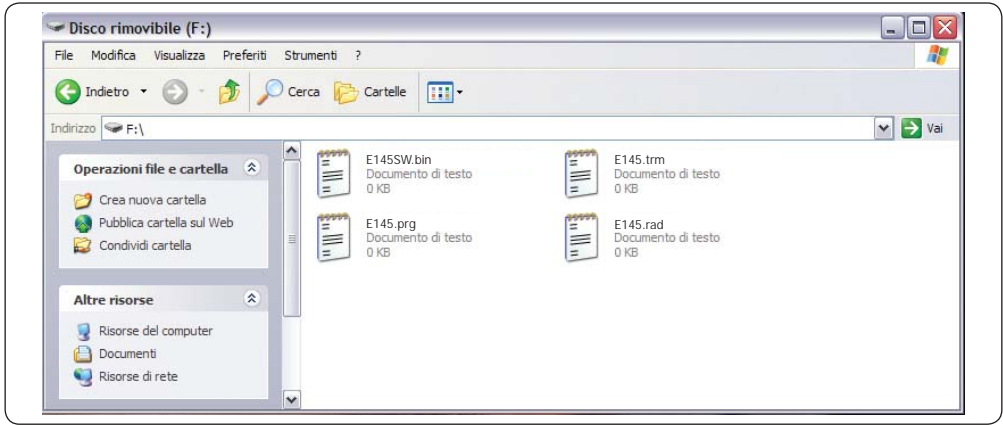 Disco rimovibile (F:)
File Modifica Visualizza Preferiti Strumenti ?
Indietro Cerca Cartelle
Indirizzo F:\ Vai
Operazioni file e cartella
Crea nuova cartella
Pubblica cartella sul Web
Condividi cartella
Altre risorse
Risorse del computer
Documenti
Risorse di rete
E145SW.bin
Documento di testo
0 KB
E145.trm
Documento di testo
0 KB
E145.prg
Documento di testo
0 KB
E145.rad
Documento di testo
0 KB